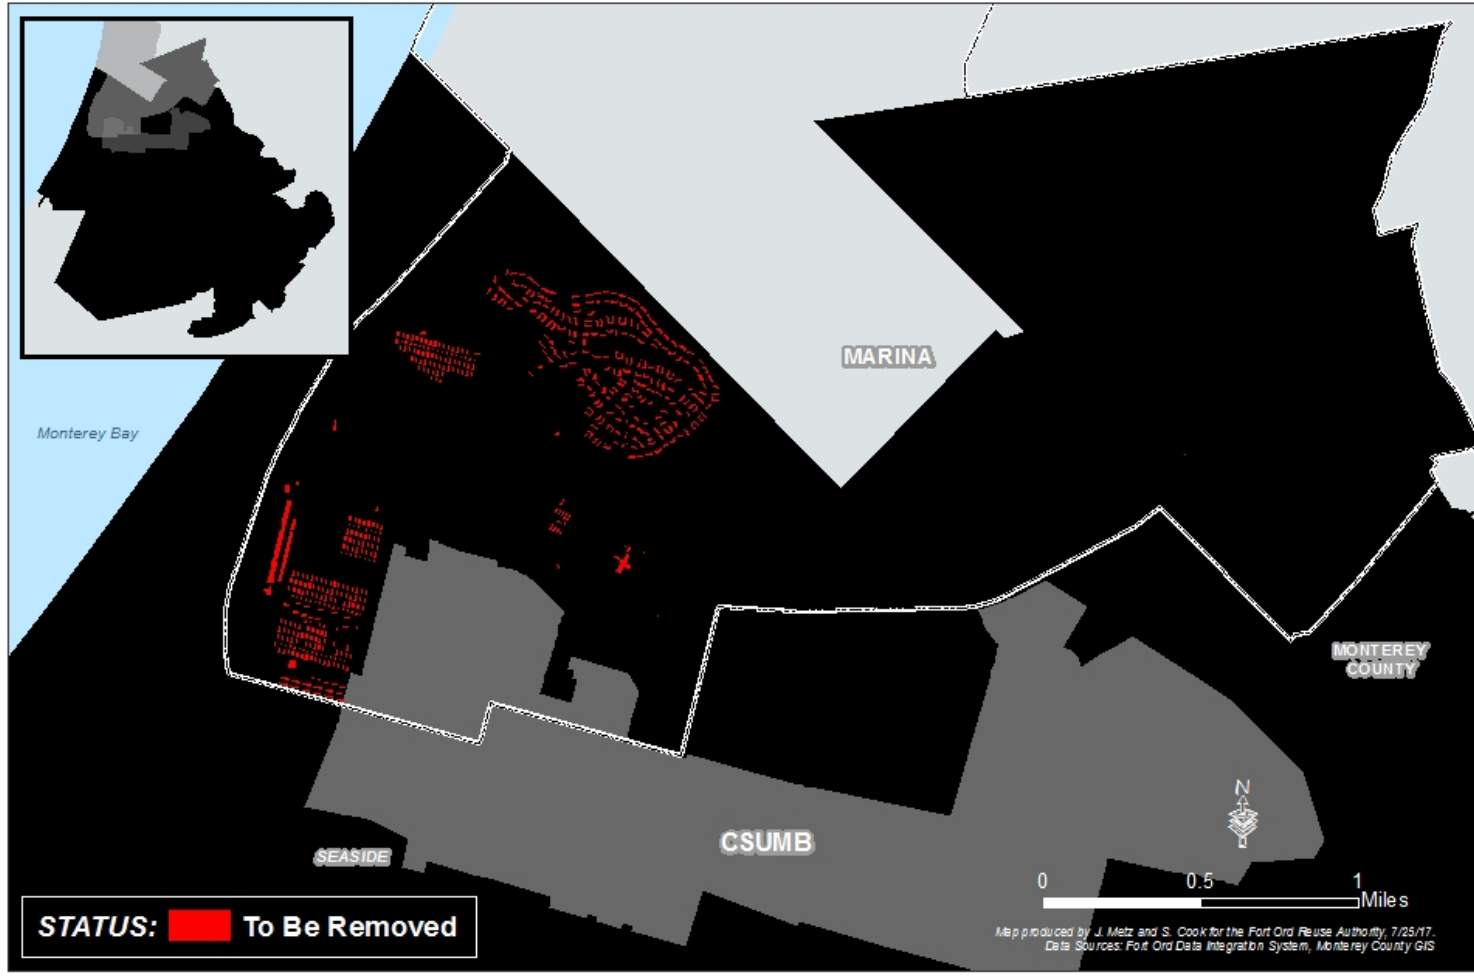 MARINA
Monterey Bay
MONTEREY
COUNTY
N
CSUMB
SEASIDE
0 0.5 1
Miles
STATUS: To Be Removed
Map produced by J. Metz and S. Cook for the Fort Ord Reuse Authority, 7/25/17.
Data Sources: Fort Ord Data Integration System, Monterey County GIS